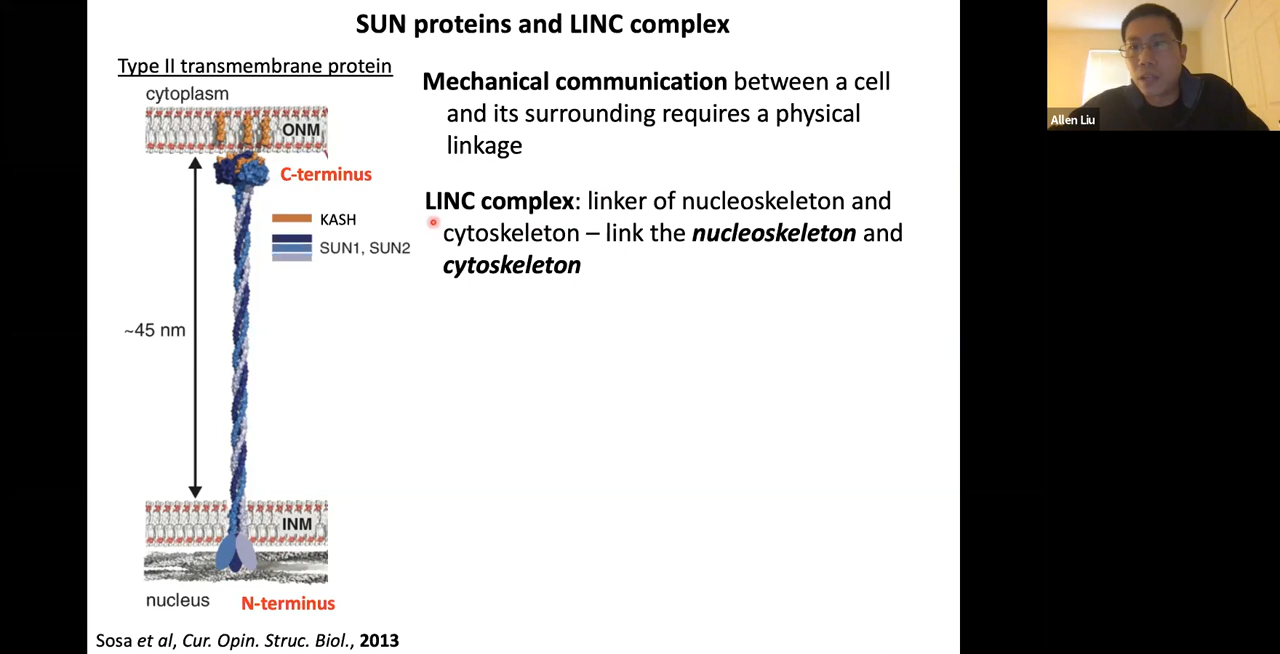 SUN proteins and LINC complex
Type II transmembrane protein
cytoplasm
ONM
C-terminus
KASH
SUN1, SUN2
~45 nm
INM
nucleus
N-terminus
Sosa et al, Cur. Opin. Struc. Biol., 2013
Mechanical communication between a cell
and its surrounding requires a physical
linkage
LINC complex: linker of nucleoskeleton and
cytoskeleton – link the nucleoskeleton and
cytoskeleton
Allen Liu